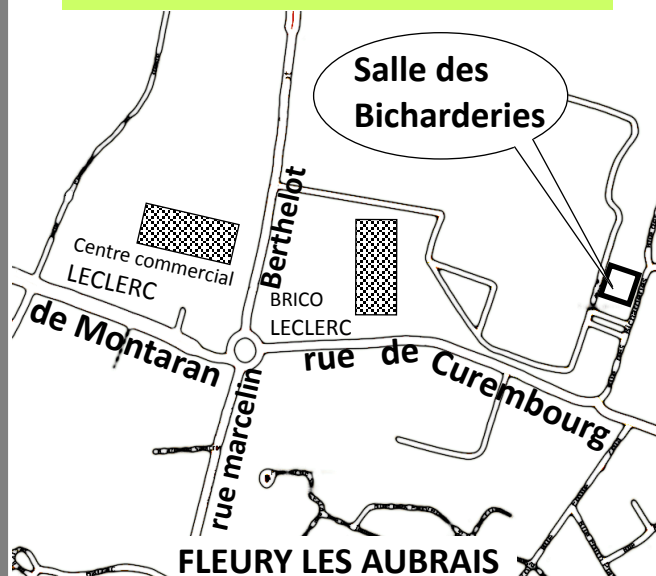 Salle des
Bicharderies
Berthelot
Centre commercial
LECLERC
BRICO
LECLERC
de Montaran
rue de Curembourg
rue marcelin
FLEURY LES AUBRAIS